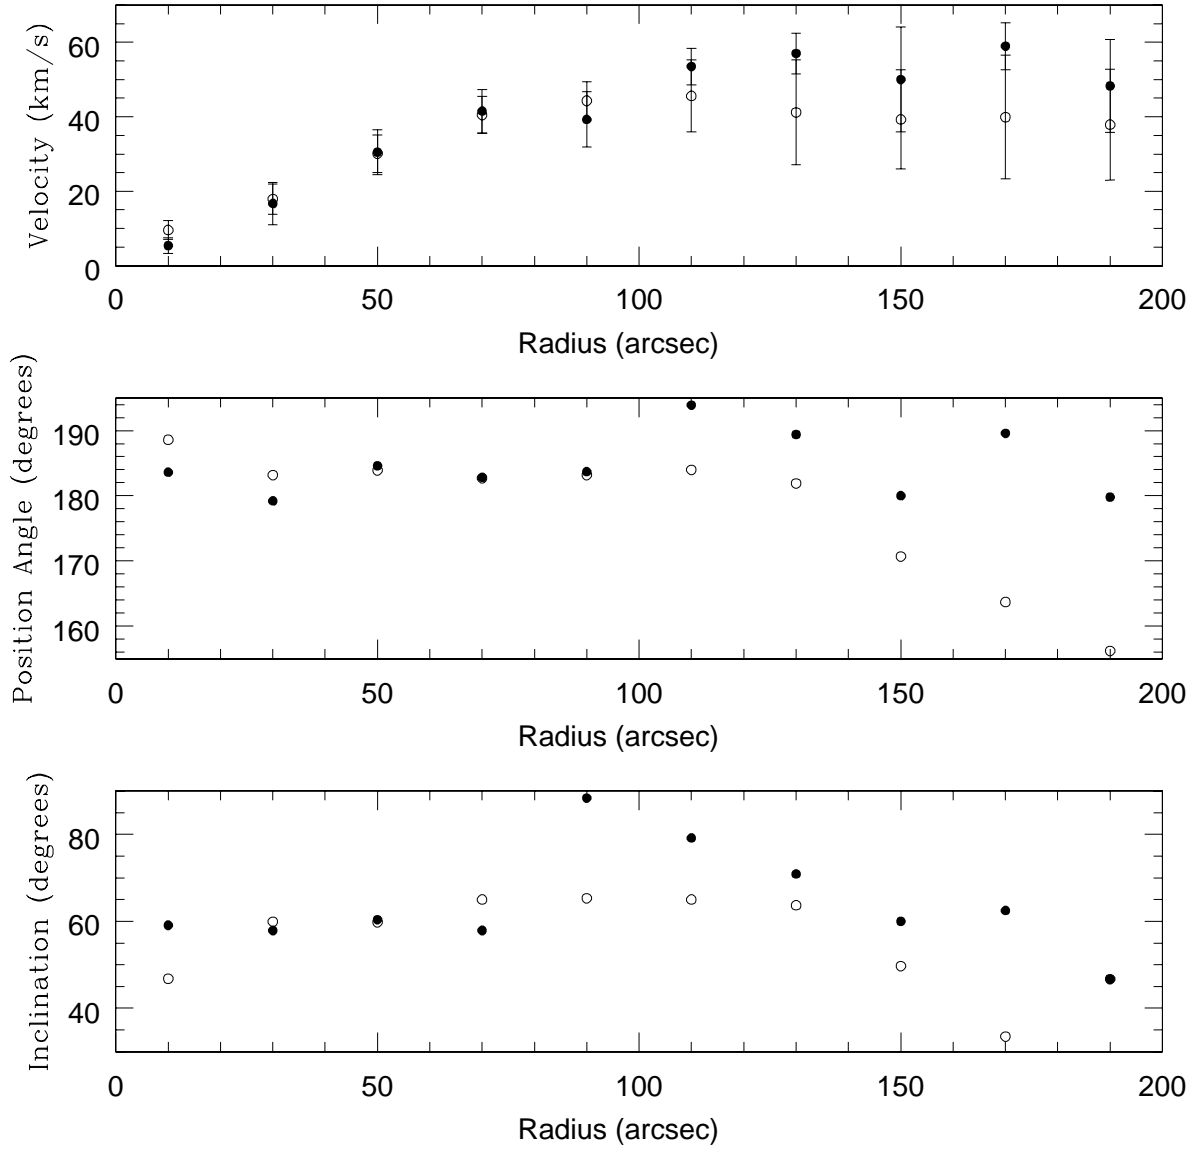 Velocity (km/s)
60
40
20
0
0 50 100 150 200
Radius (arcsec)
Position Angle (degrees)
190
180
170
160
0 50 100 150 200
Radius (arcsec)
Inclination (degrees)
80
60
40
0 50 100 150 200
Radius (arcsec)